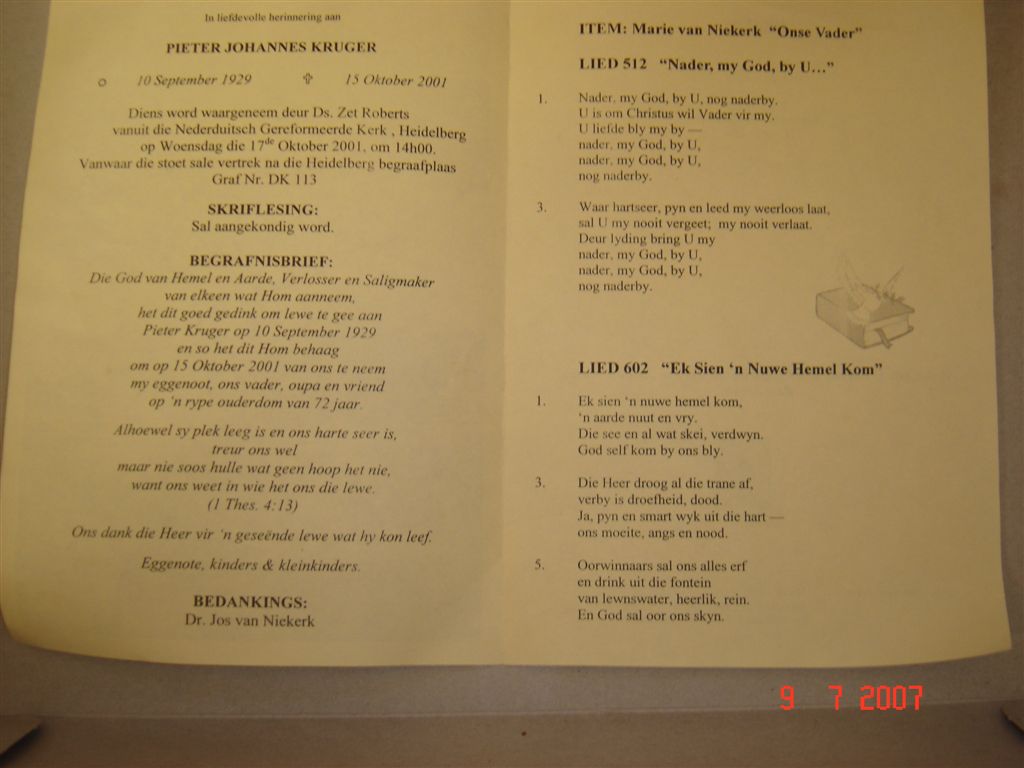 In liefdevolle herinnering aan
PIETER JOHANNES KRUGER
10 September 1929 ✞ 15 Oktober 2001
Diens word waargeneem deur Ds. Zet Roberts
vanuit die Nederduitsch Gereformeerde Kerk , Heidelberg
op Woensdag die 17de Oktober 2001, om 14h00.
Vanwaar die stoet sale vertrek na die Heidelberg begraafplaas
Graf Nr. DK 113
SKRIFLESING:
Sal aangekondig word.
BEGRAFNISBRIEF:
Die God van Hemel en Aarde, Verlosser en Saligmaker
van elkeen wat Hom aanneem,
het dit goed gedink om lewe te gee aan
Pieter Kruger op 10 September 1929
en so het dit Hom behaag
om op 15 Oktober 2001 van ons te neem
my eggenoot, ons vader, oupa en vriend
op 'n rype ouderdom van 72 jaar.
Alhoewel sy plek leeg is en ons harte seer is,
treur ons wel
maar nie soos hulle wat geen hoop het nie,
want ons weet in wie het ons die lewe.
(1 Thes. 4:13)
Ons dank die Heer vir 'n geseënde lewe wat hy kon leef.
Eggenote, kinders & kleinkinders.
BEDANKINGS:
Dr. Jos van Niekerk
ITEM: Marie van Niekerk "Onse Vader"
LIED 512 "Nader, my God, by U..."
1. Nader, my God, by U, nog naderby.
U is om Christus wil Vader vir my.
U liefde bly my by —
nader, my God, by U,
nader, my God, by U,
nog naderby.
3. Waar hartseer, pyn en leed my weerloos laat,
sal U my nooit vergeet; my nooit verlaat.
Deur lyding bring U my
nader, my God, by U,
nader, my God, by U,
nog naderby.
LIED 602 "Ek Sien 'n Nuwe Hemel Kom"
1. Ek sien 'n nuwe hemel kom,
'n aarde nuut en vry.
Die see en al wat skei, verdwyn.
God self kom by ons bly.
3. Die Heer droog al die trane af,
verby is droefheid, dood.
Ja, pyn en smart wyk uit die hart —
ons moeite, angs en nood.
5. Oorwinnaars sal ons alles erf
en drink uit die fontein
van lewnswater, heerlik, rein.
En God sal oor ons skyn.
9 7 2007